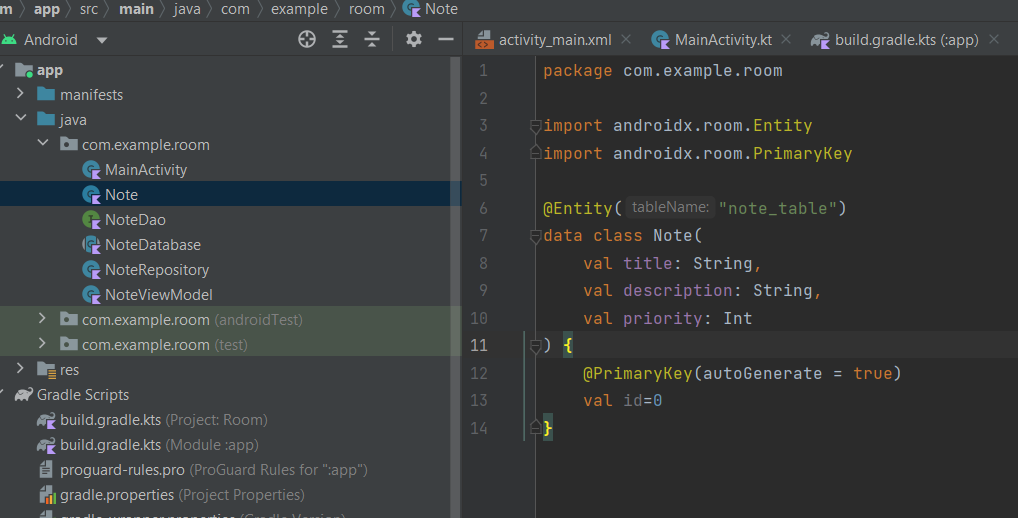 m app src main java com example room Note
Android
activity_main.xml MainActivity.kt build.gradle.kts (:app)
app
manifests
java
com.example.room
MainActivity
Note
NoteDao
NoteDatabase
NoteRepository
NoteViewModel
com.example.room (androidTest)
com.example.room (test)
res
Gradle Scripts
build.gradle.kts (Project: Room)
build.gradle.kts (Module :app)
proguard-rules.pro (ProGuard Rules for ":app")
gradle.properties (Project Properties)
gradle-wrapper.properties (Gradle Version)
1 package com.example.room
2
3 import androidx.room.Entity
4 import androidx.room.PrimaryKey
5
6 @Entity( tableName: "note_table")
7 data class Note(
8 val title: String,
9 val description: String,
10 val priority: Int
11 ) {
12 @PrimaryKey(autoGenerate = true)
13 val id=0
14 }